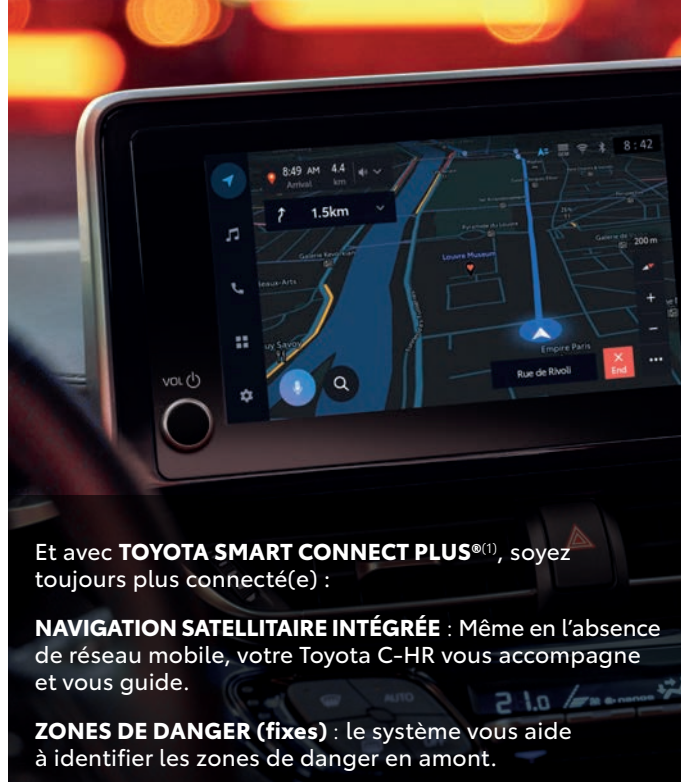 8:42
8:49 AM 4.4
Arrival km
1.5km
200 m
Louvre Museum
Empire Paris
Rue de Rivoli
End
VOL
AUTO
21.0
Et avec TOYOTA SMART CONNECT PLUS®(1), soyez
toujours plus connecté(e) :
NAVIGATION SATELLITAIRE INTÉGRÉE : Même en l’absence
de réseau mobile, votre Toyota C-HR vous accompagne
et vous guide.
ZONES DE DANGER (fixes) : le système vous aide
à identifier les zones de danger en amont.